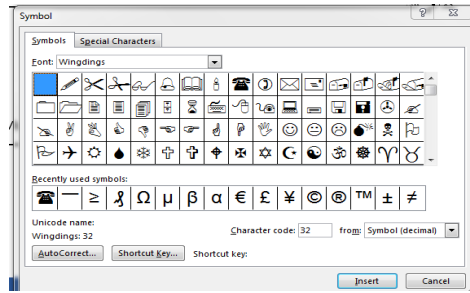 Symbol
Symbols Special Characters
Font: Wingdings
Recently used symbols:
☎ — ≥ Ω μ β α € £ ¥ © ® ™ ± ≠
Unicode name:
Wingdings: 32
Character code: 32 from: Symbol (decimal)
AutoCorrect... Shortcut Key... Shortcut key:
Insert Cancel